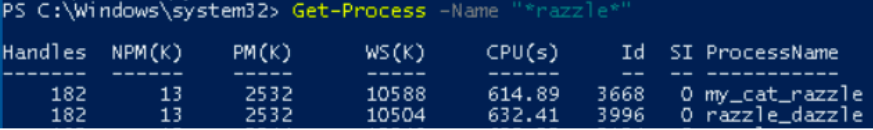 PS C:\Windows\system32> Get-Process -Name "*razzle*"
Handles NPM(K) PM(K) WS(K) CPU(s) Id SI ProcessName
------- ------ ----- ----- ------ -- -- -----------
182 13 2532 10588 614.89 3668 0 my_cat_razzle
182 13 2532 10504 632.41 3996 0 razzle_dazzle